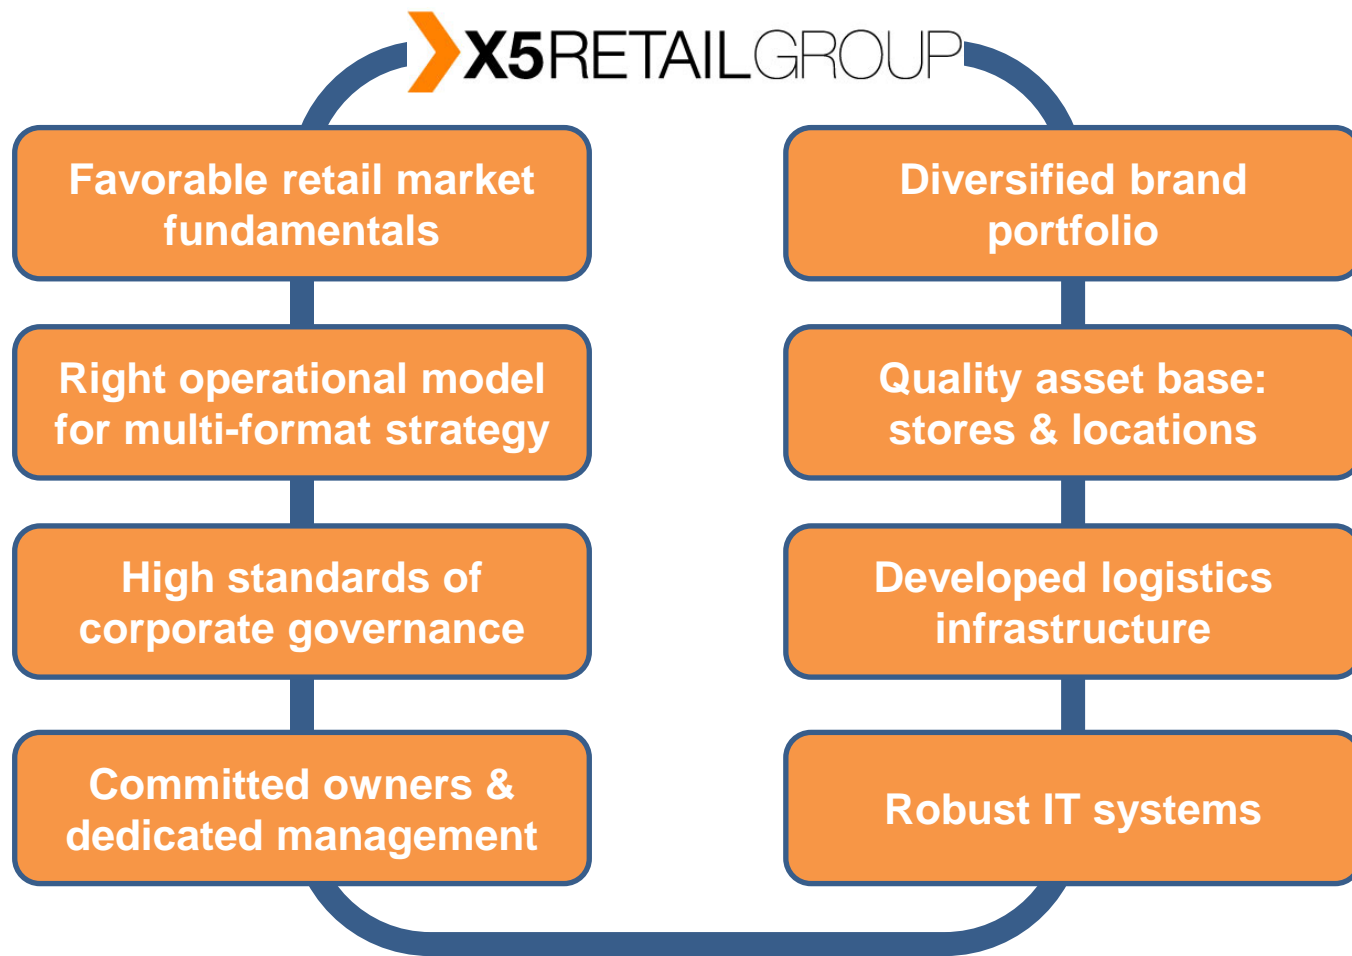 X5RETAILGROUP
Favorable retail market
fundamentals
Right operational model
for multi-format strategy
High standards of
corporate governance
Committed owners &
dedicated management
Diversified brand
portfolio
Quality asset base:
stores & locations
Developed logistics
infrastructure
Robust IT systems